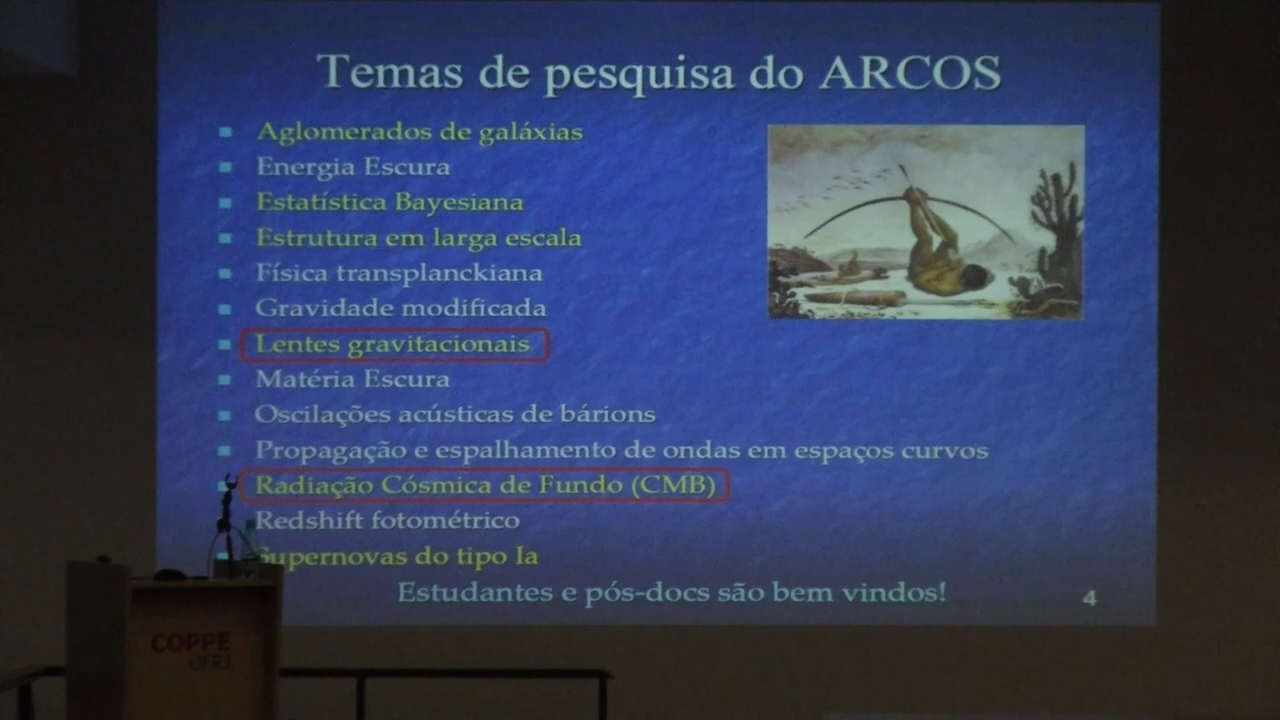 Temas de pesquisa do ARCOS
Aglomerados de galáxias
Energia Escura
Estatística Bayesiana
Estrutura em larga escala
Física transplanckiana
Gravidade modificada
Lentes gravitacionais
Matéria Escura
Oscilações acústicas de bárions
Propagação e espalhamento de ondas em espaços curvos
Radiação Cósmica de Fundo (CMB)
Redshift fotométrico
Supernovas do tipo Ia
Estudantes e pós-docs são bem vindos!
4
COPPE
UFRJ